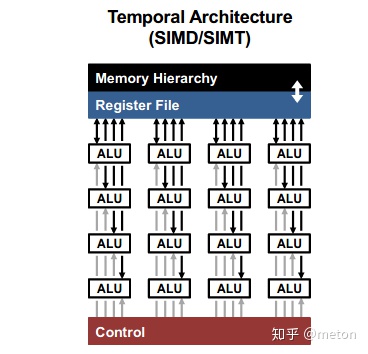 Temporal Architecture
(SIMD/SIMT)
Memory Hierarchy
Register File
ALU ALU ALU ALU
ALU ALU ALU ALU
ALU ALU ALU ALU
ALU ALU ALU ALU
Control
知乎 @meton